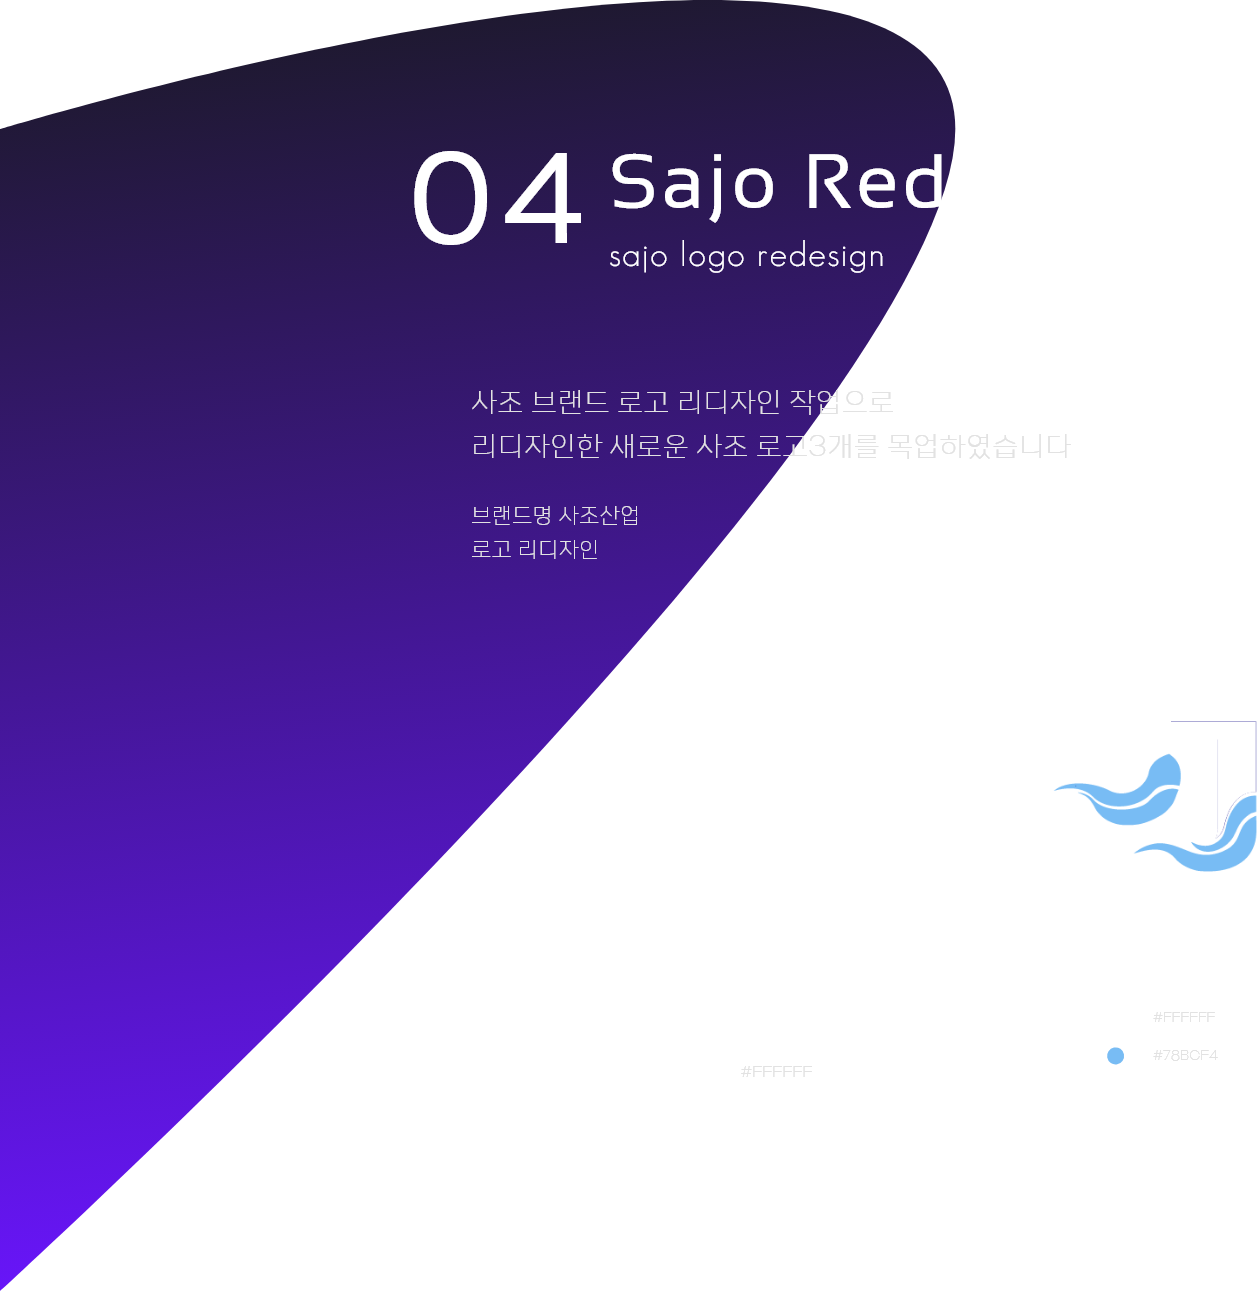 04 Sajo Red
sajo logo redesign
사조 브랜드 로고 리디자인 작업으로
리디자인한 새로운 사조 로고3개를 목업하였습니다
브랜드명 사조산업
로고 리디자인
#FFFFFF
#78BCF4
#FFFFFF